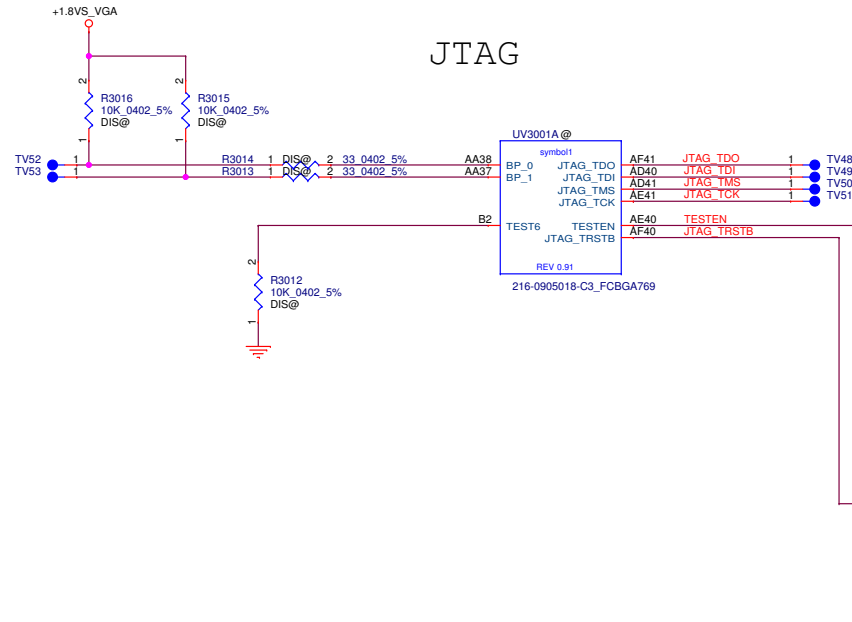 +1.8VS_VGA
JTAG
2
2
R3016
10K_0402_5%
DIS@
R3015
10K_0402_5%
DIS@
1
1
UV3001A @
symbol1
TV52 1 R3014 1 DIS@ 2 33_0402_5% AA38 BP_0 JTAG_TDO AF41 JTAG_TDO 1 TV48
TV53 1 R3013 1 DIS@ 2 33_0402_5% AA37 BP_1 JTAG_TDI AD40 JTAG_TDI 1 TV49
JTAG_TMS AD41 JTAG_TMS 1 TV50
JTAG_TCK AE41 JTAG_TCK 1 TV51
B2 TEST6 TESTEN AE40 TESTEN
JTAG_TRSTB AF40 JTAG_TRSTB
REV 0.91
216-0905018-C3_FCBGA769
2
R3012
10K_0402_5%
DIS@
1